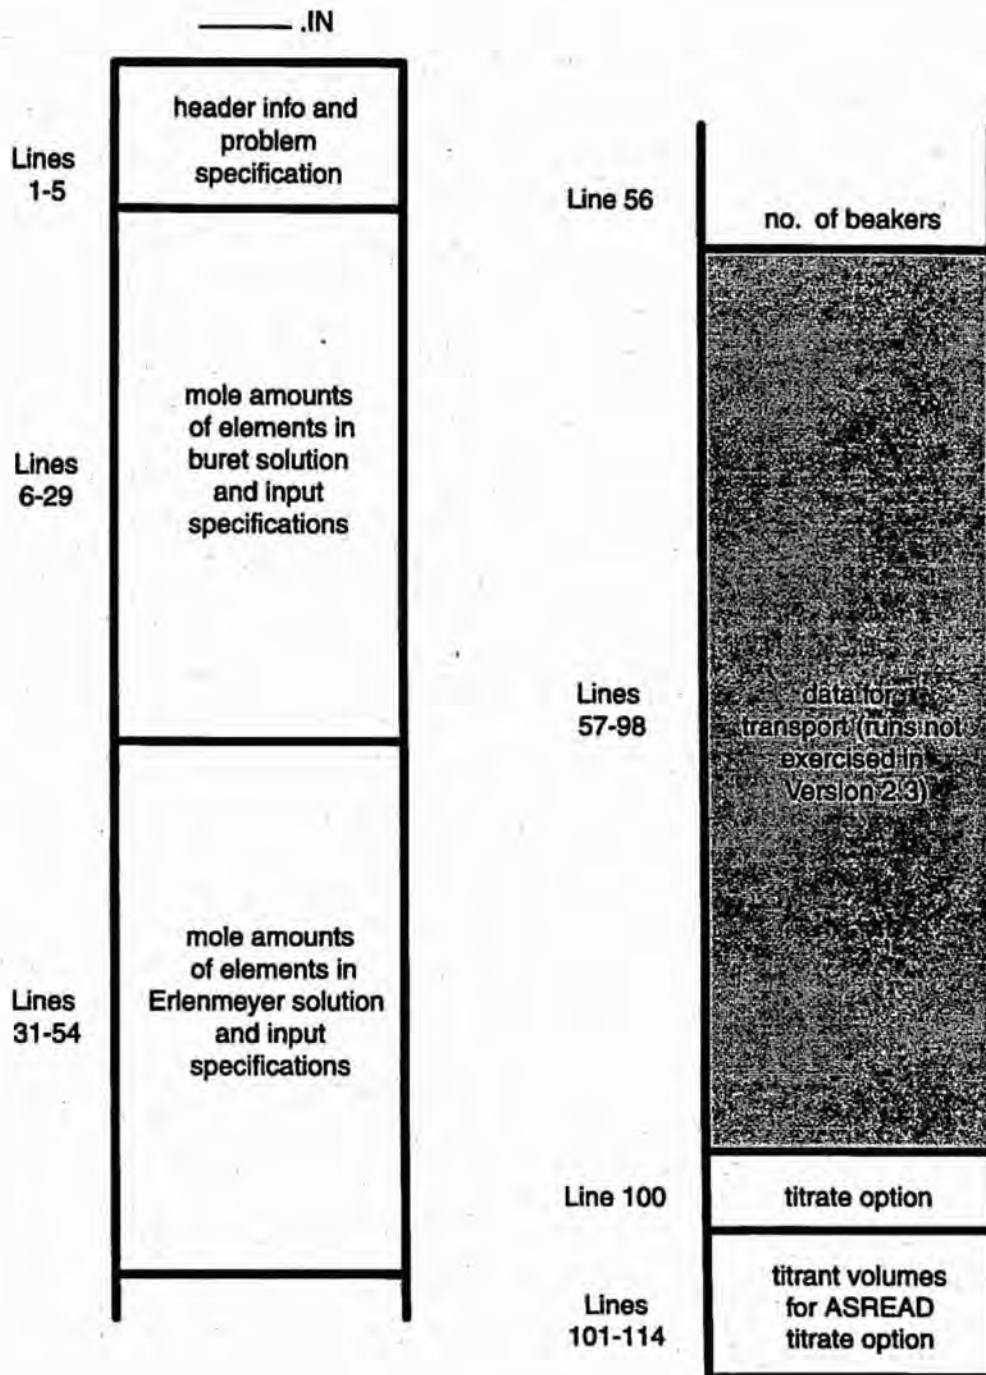 .IN
Lines
1-5
header info and
problem
specification
Lines
6-29
mole amounts
of elements in
buret solution
and input
specifications
Lines
31-54
mole amounts
of elements in
Erlenmeyer solution
and input
specifications
Line 56
no. of beakers
Lines
57-98
data for
transport (runs not
exercised in
Version 2.3)
Line 100
titrate option
Lines
101-114
titrant volumes
for ASREAD
titrate option